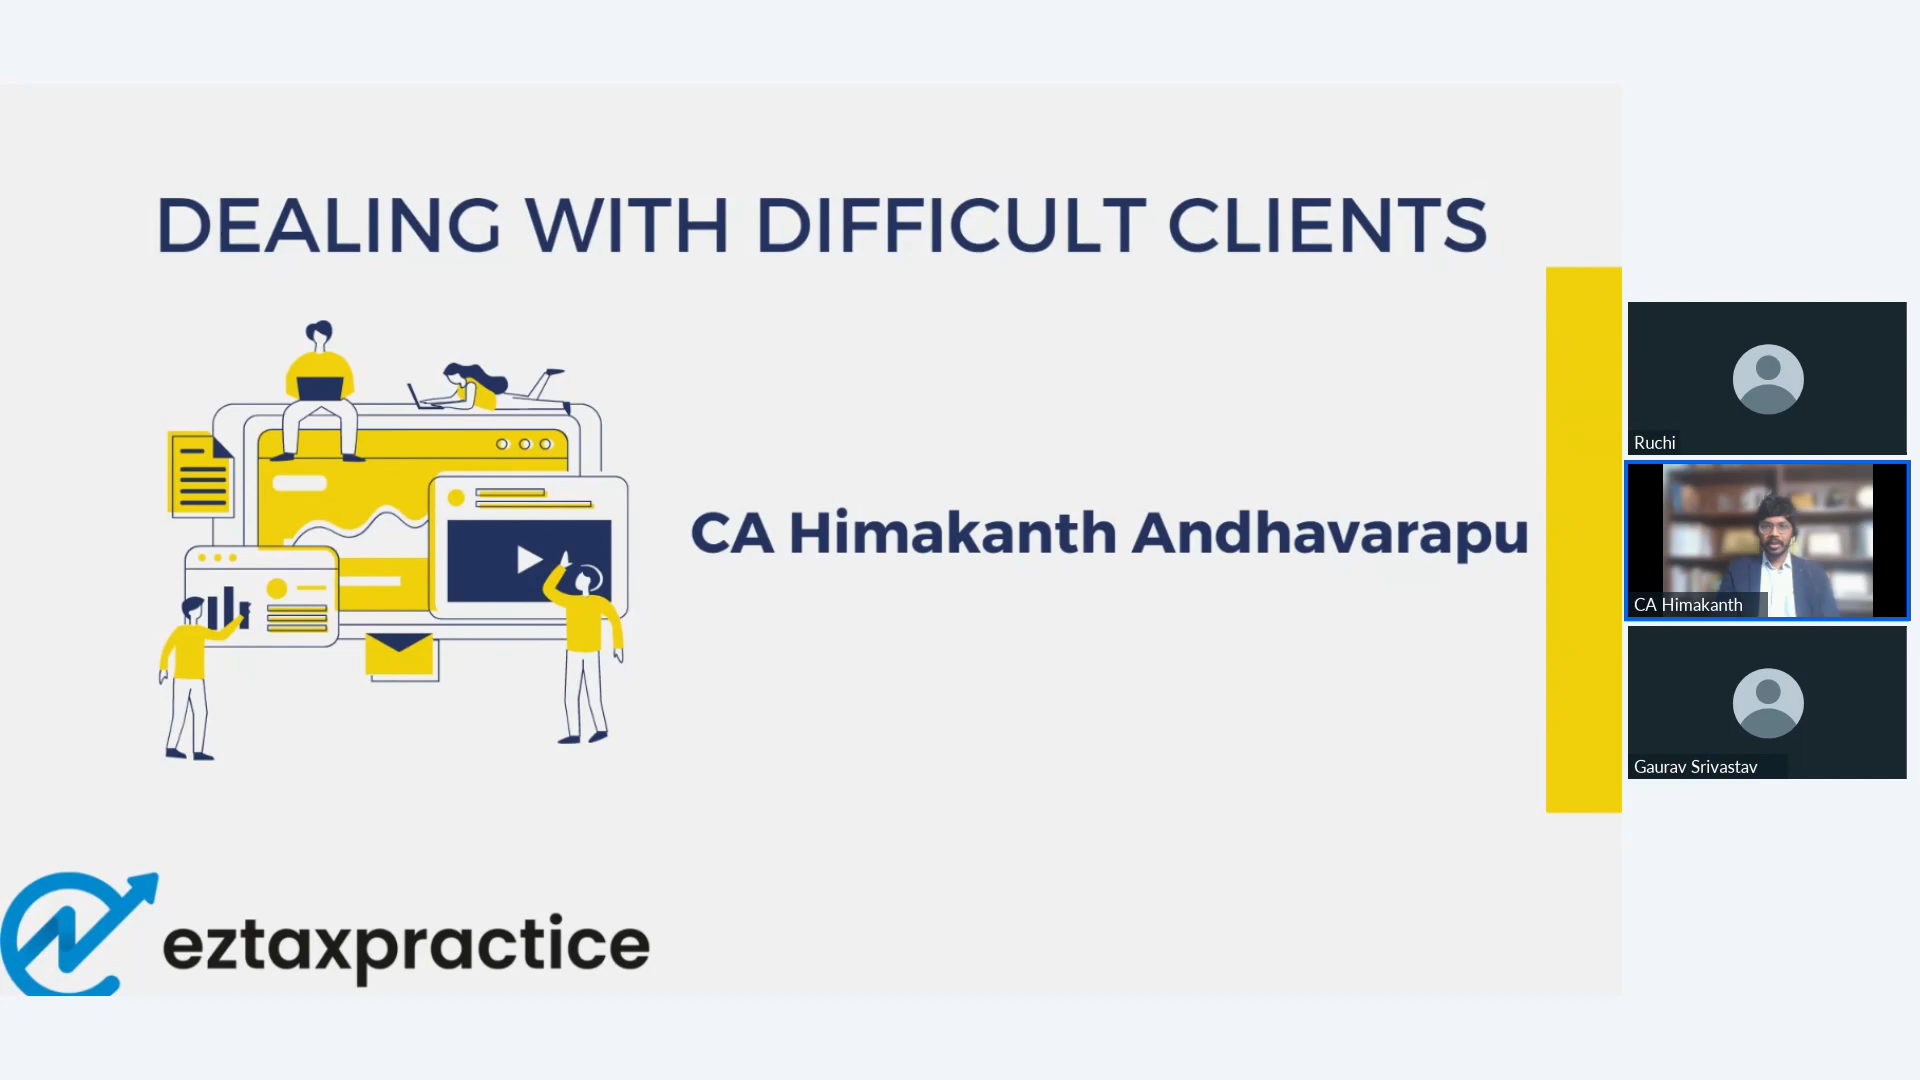 DEALING WITH DIFFICULT CLIENTS
CA Himakanth Andhavarapu
eztaxpractice
Ruchi
CA Himakanth
Gaurav Srivastav